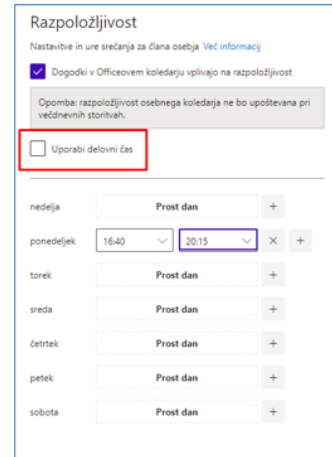 Razpoložljivost
Nastavitve in ure srečanja za člana osebja Več informacij
Dogodki v Officeovem koledarju vplivajo na razpoložljivost
Opomba: razpoložljivost osebnega koledarja ne bo upoštevana pri
večdnevnih storitvah.
Uporabi delovni čas
nedelja Prost dan +
ponedeljek 16:40 20:15 × +
torek Prost dan +
sreda Prost dan +
četrtek Prost dan +
petek Prost dan +
sobota Prost dan +